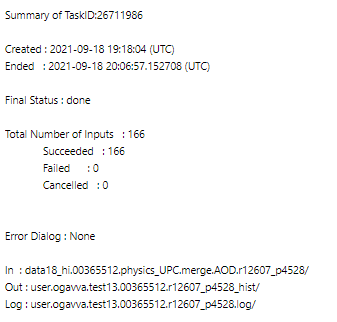 Summary of TaskID:26711986
Created : 2021-09-18 19:18:04 (UTC)
Ended : 2021-09-18 20:06:57.152708 (UTC)
Final Status : done
Total Number of Inputs : 166
Succeeded : 166
Failed : 0
Cancelled : 0
Error Dialog : None
In : data18_hi.00365512.physics_UPC.merge.AOD.r12607_p4528/
Out : user.ogavva.test13.00365512.r12607_p4528_hist/
Log : user.ogavva.test13.00365512.r12607_p4528.log/